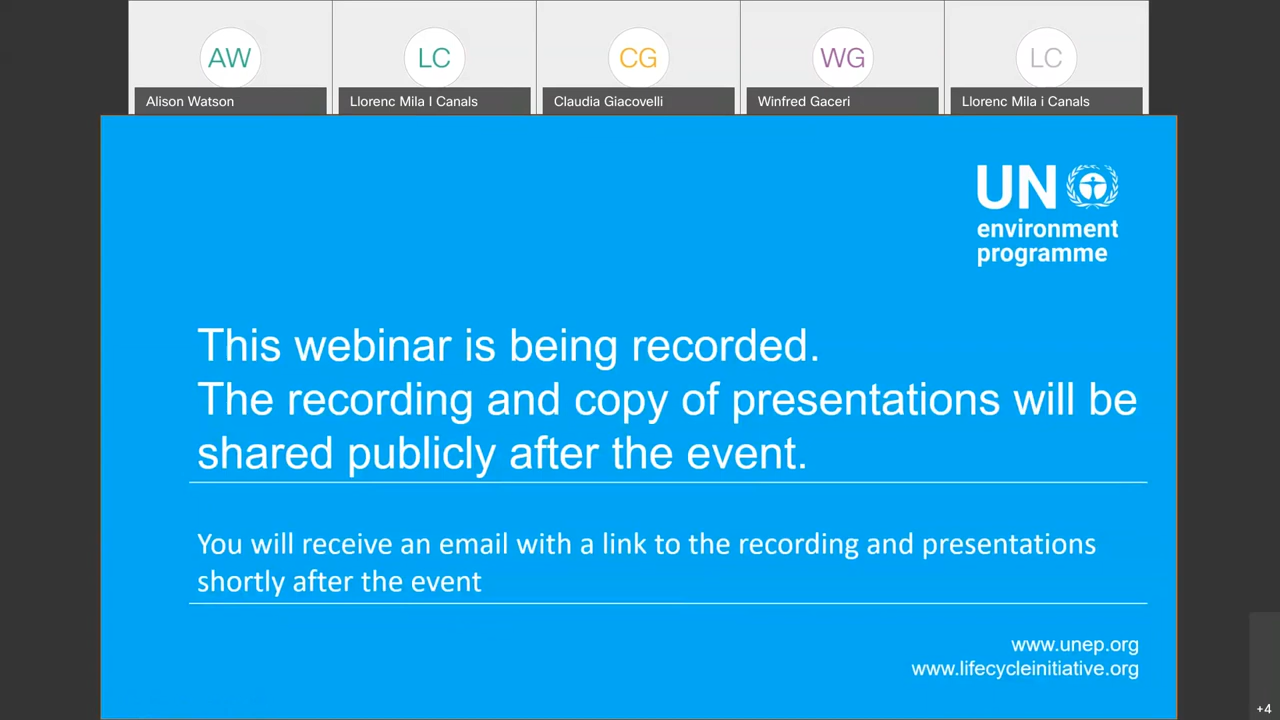 AW
LC
CG
WG
LC
Alison Watson
Llorenc Mila I Canals
Claudia Giacovelli
Winfred Gaceri
Llorenc Mila i Canals
UN
environment
programme
This webinar is being recorded.
The recording and copy of presentations will be
shared publicly after the event.
You will receive an email with a link to the recording and presentations
shortly after the event
www.unep.org
www.lifecycleinitiative.org
+4